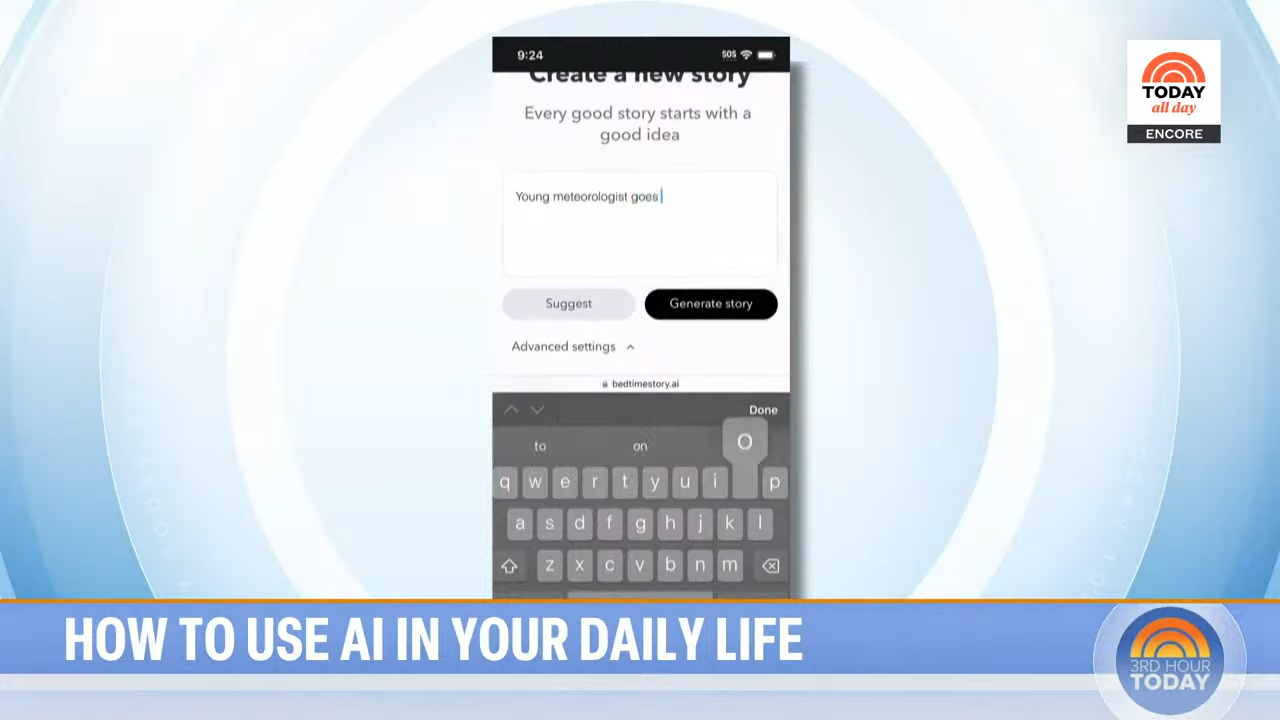 9:24
SOS
TODAY
all day
ENCORE
Create a new story
Every good story starts with a
good idea
Young meteorologist goes
Suggest
Generate story
Advanced settings
bedtimestory.ai
Done
to
on
O
q w e r t y u i p
a s d f g h j k l
z x c v b n m
HOW TO USE AI IN YOUR DAILY LIFE
3RD HOUR
TODAY